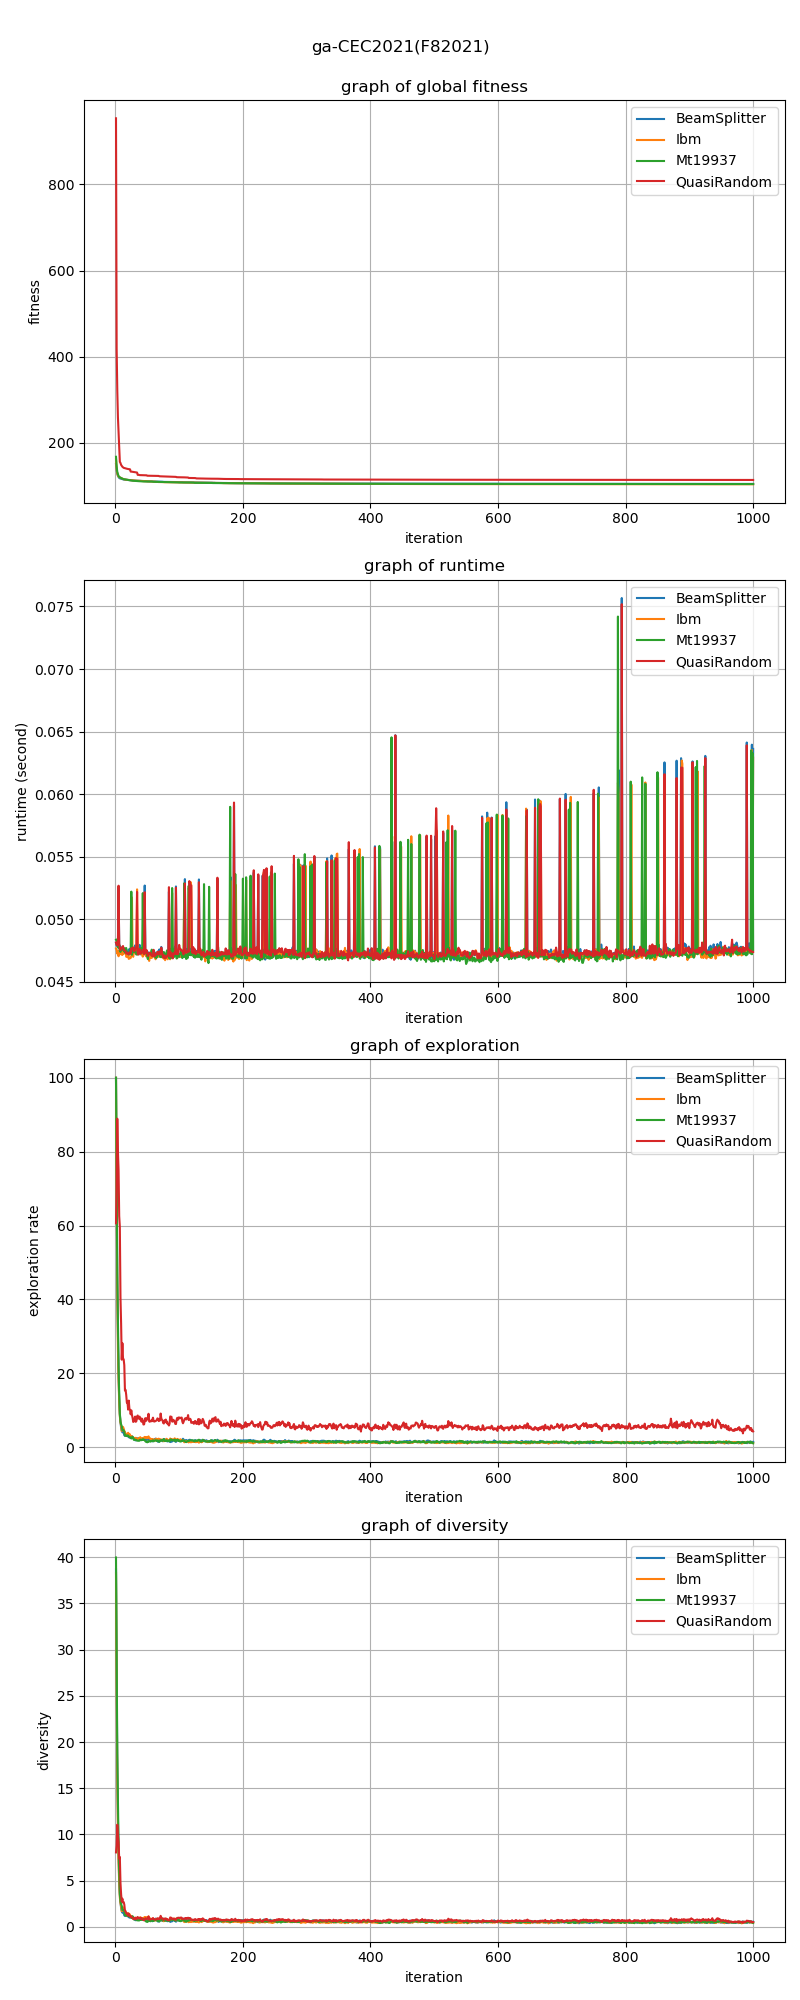 ga-CEC2021(F82021)
graph of global fitness
BeamSplitter
Ibm
Mt19937
QuasiRandom
800
600
400
200
fitness
0 200 400 600 800 1000
iteration
graph of runtime
BeamSplitter
Ibm
Mt19937
QuasiRandom
0.075
0.070
0.065
0.060
0.055
0.050
0.045
runtime (second)
0 200 400 600 800 1000
iteration
graph of exploration
BeamSplitter
Ibm
Mt19937
QuasiRandom
100
80
60
40
20
0
exploration rate
0 200 400 600 800 1000
iteration
graph of diversity
BeamSplitter
Ibm
Mt19937
QuasiRandom
40
35
30
25
20
15
10
5
0
diversity
0 200 400 600 800 1000
iteration